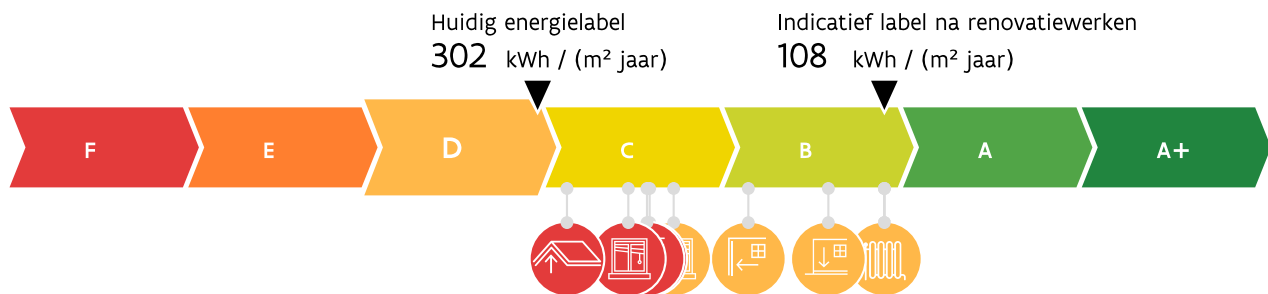 Huidig energielabel
302 kWh / (m² jaar)
Indicatief label na renovatiewerken
108 kWh / (m² jaar)
F E D C B A A+